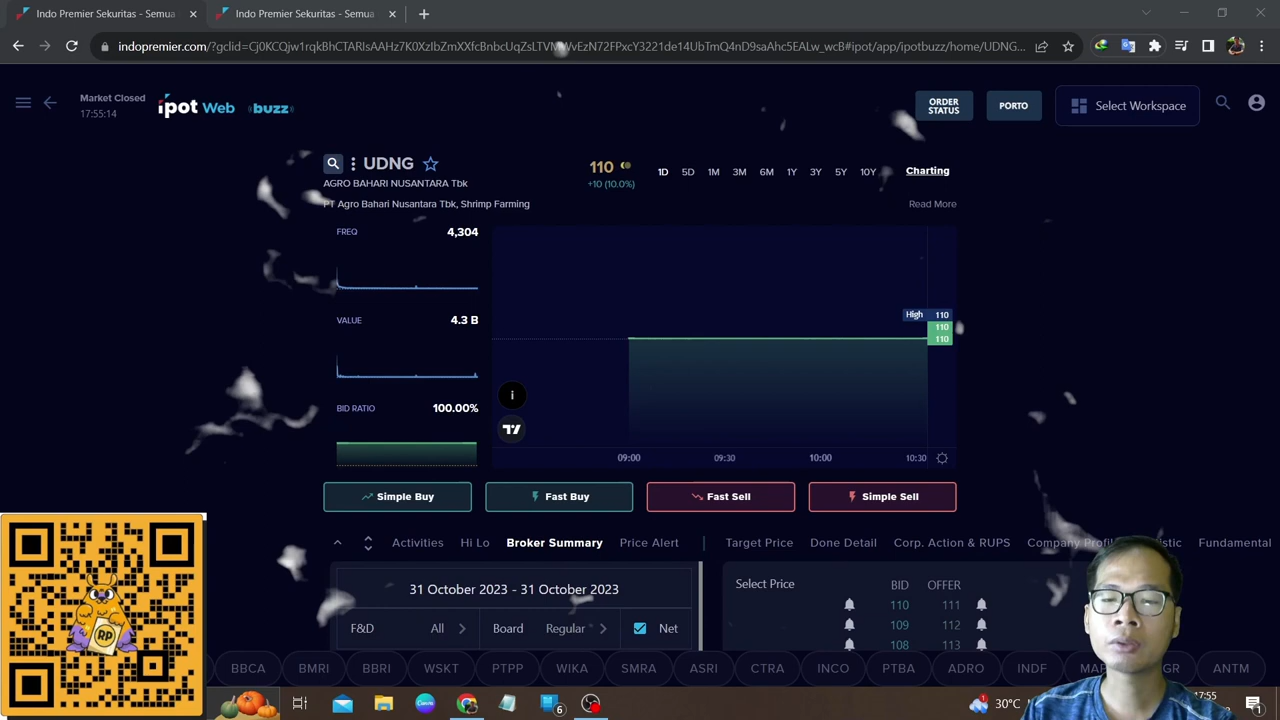 Indo Premier Sekuritas - Semua
Indo Premier Sekuritas - Semua
Market Closed
17:55:14
ipot Web
buzz
ORDER STATUS
PORTO
Select Workspace
UDNG
AGRO BAHARI NUSANTARA Tbk
PT Agro Bahari Nusantara Tbk, Shrimp Farming
110
+10 (10.0%)
1D 5D 1M 3M 6M 1Y 3Y 5Y 10Y
Charting
Read More
FREQ 4,304
VALUE 4.3 B
BID RATIO 100.00%
High 110
110
110
09:00 09:30 10:00 10:30
Simple Buy
Fast Buy
Fast Sell
Simple Sell
Activities Hi Lo Broker Summary Price Alert
Target Price Done Detail Corp. Action & RUPS Fundamental
31 October 2023 - 31 October 2023
F&D All Board Regular Net
Select Price
BID OFFER
110 111
109 112
108 113
RP
BBCA BMRI BBRI WSKT PTPP WIKA SMRA ASRI CTRA INCO PTBA ADRO INDF ANTM
6
1
30°C
17:55
1